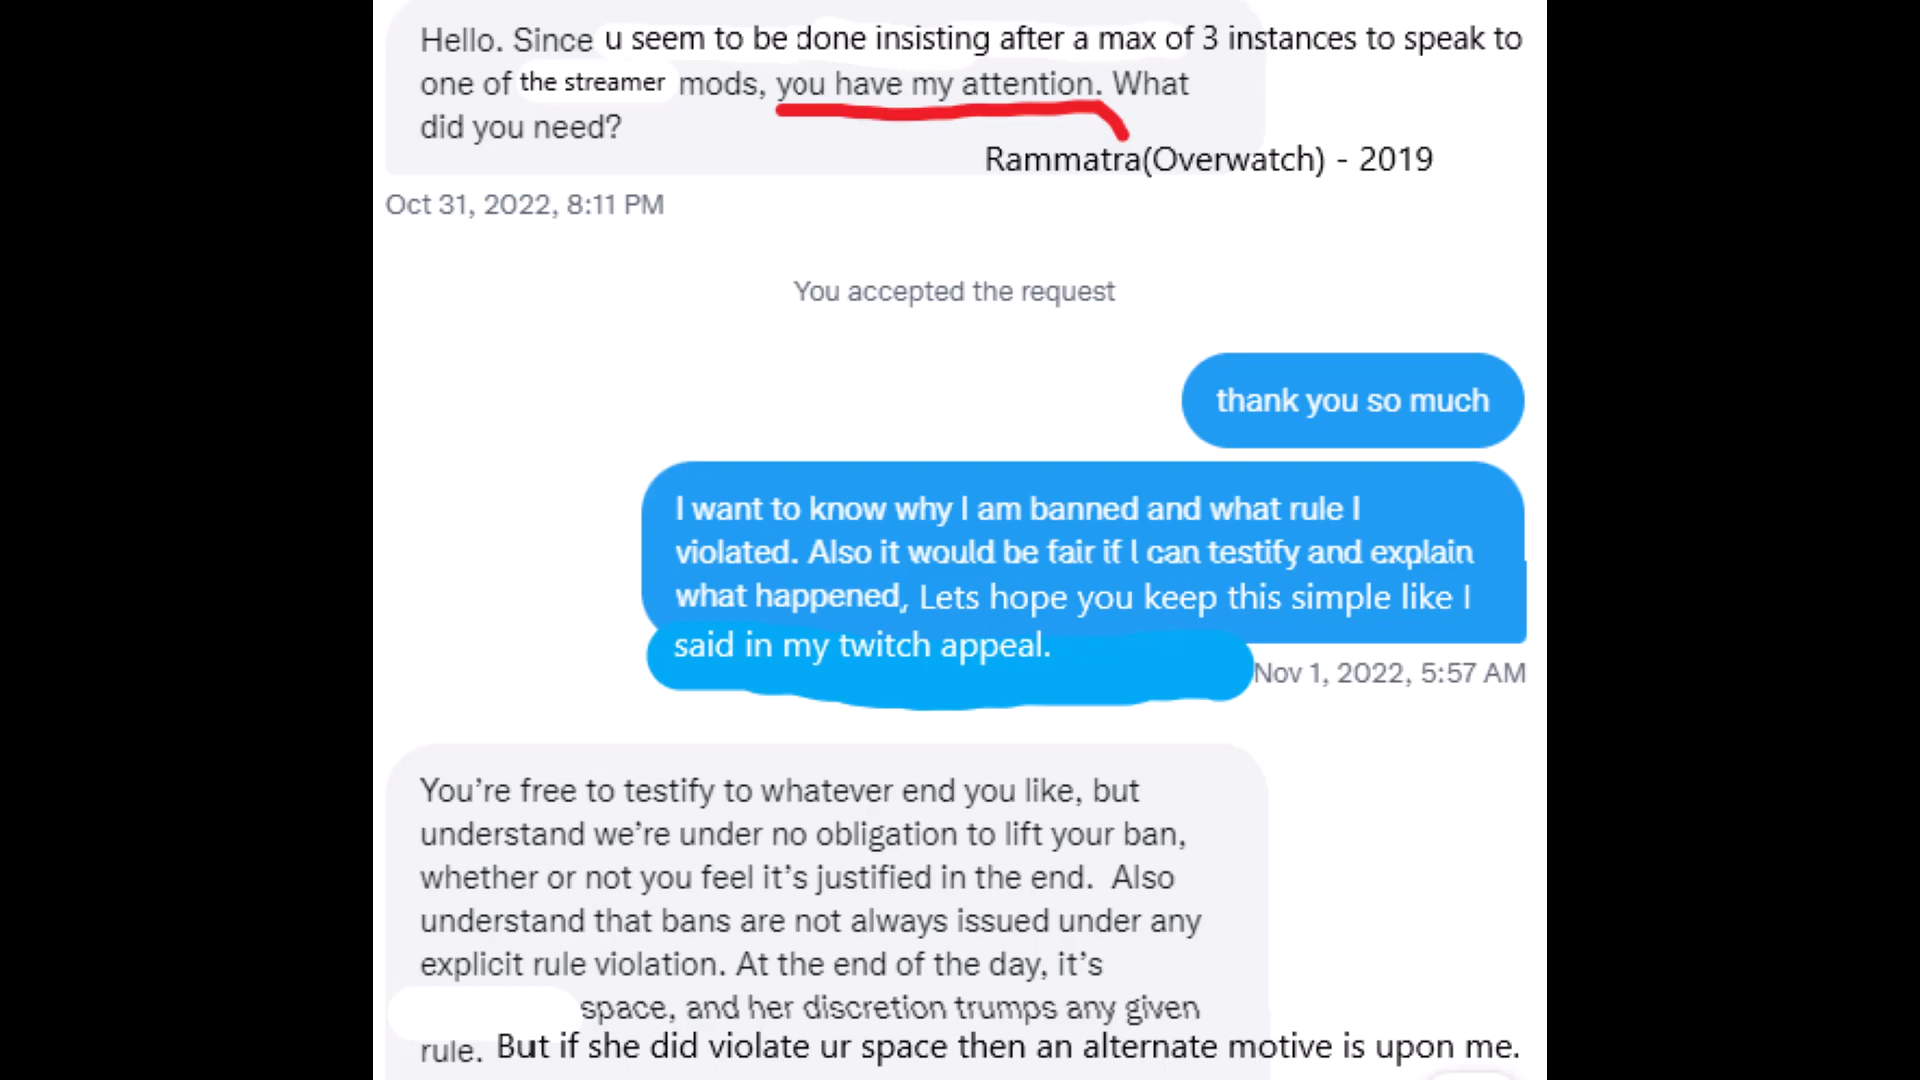 Hello. Since u seem to be done insisting after a max of 3 instances to speak to
one of the streamer mods, you have my attention. What
did you need?
Rammatra(Overwatch) - 2019
Oct 31, 2022, 8:11 PM
You accepted the request
thank you so much
I want to know why I am banned and what rule I
violated. Also it would be fair if I can testify and explain
what happened, Lets hope you keep this simple like I
said in my twitch appeal.
Nov 1, 2022, 5:57 AM
You’re free to testify to whatever end you like, but
understand we’re under no obligation to lift your ban,
whether or not you feel it’s justified in the end.  Also
understand that bans are not always issued under any
explicit rule violation. At the end of the day, it’s
space, and her discretion trumps any given
rule. But if she did violate ur space then an alternate motive is upon me.